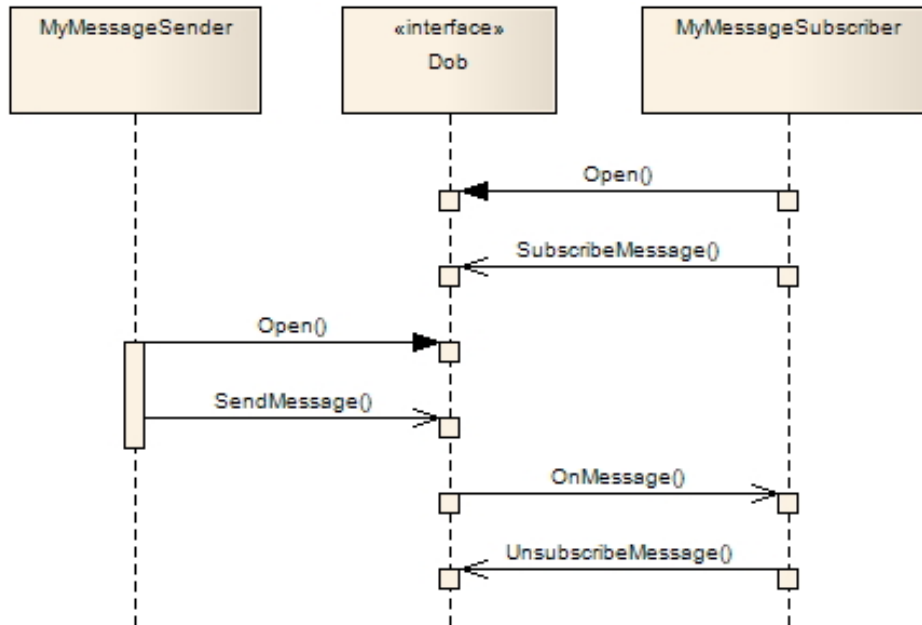 MyMessageSender
«interface»
Dob
MyMessageSubscriber
Open()
SubscribeMessage()
Open()
SendMessage()
OnMessage()
UnsubscribeMessage()